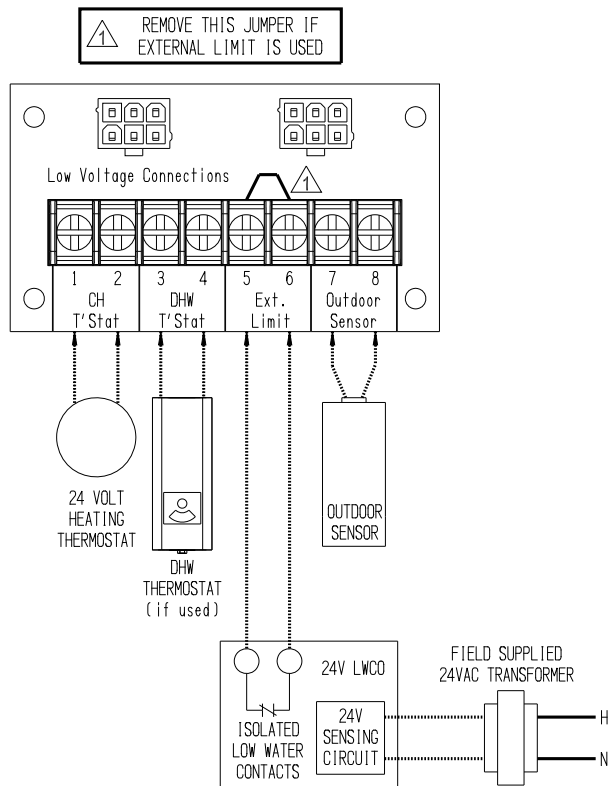 1
REMOVE THIS JUMPER IF
EXTERNAL LIMIT IS USED
Low Voltage Connections
1
1 2 3 4 5 6 7 8
CH
T'Stat
DHW
T'Stat
Ext.
Limit
Outdoor
Sensor
24 VOLT
HEATING
THERMOSTAT
DHW
THERMOSTAT
(if used)
OUTDOOR
SENSOR
24V LWCO
ISOLATED
LOW WATER
CONTACTS
24V
SENSING
CIRCUIT
FIELD SUPPLIED
24VAC TRANSFORMER
H
N